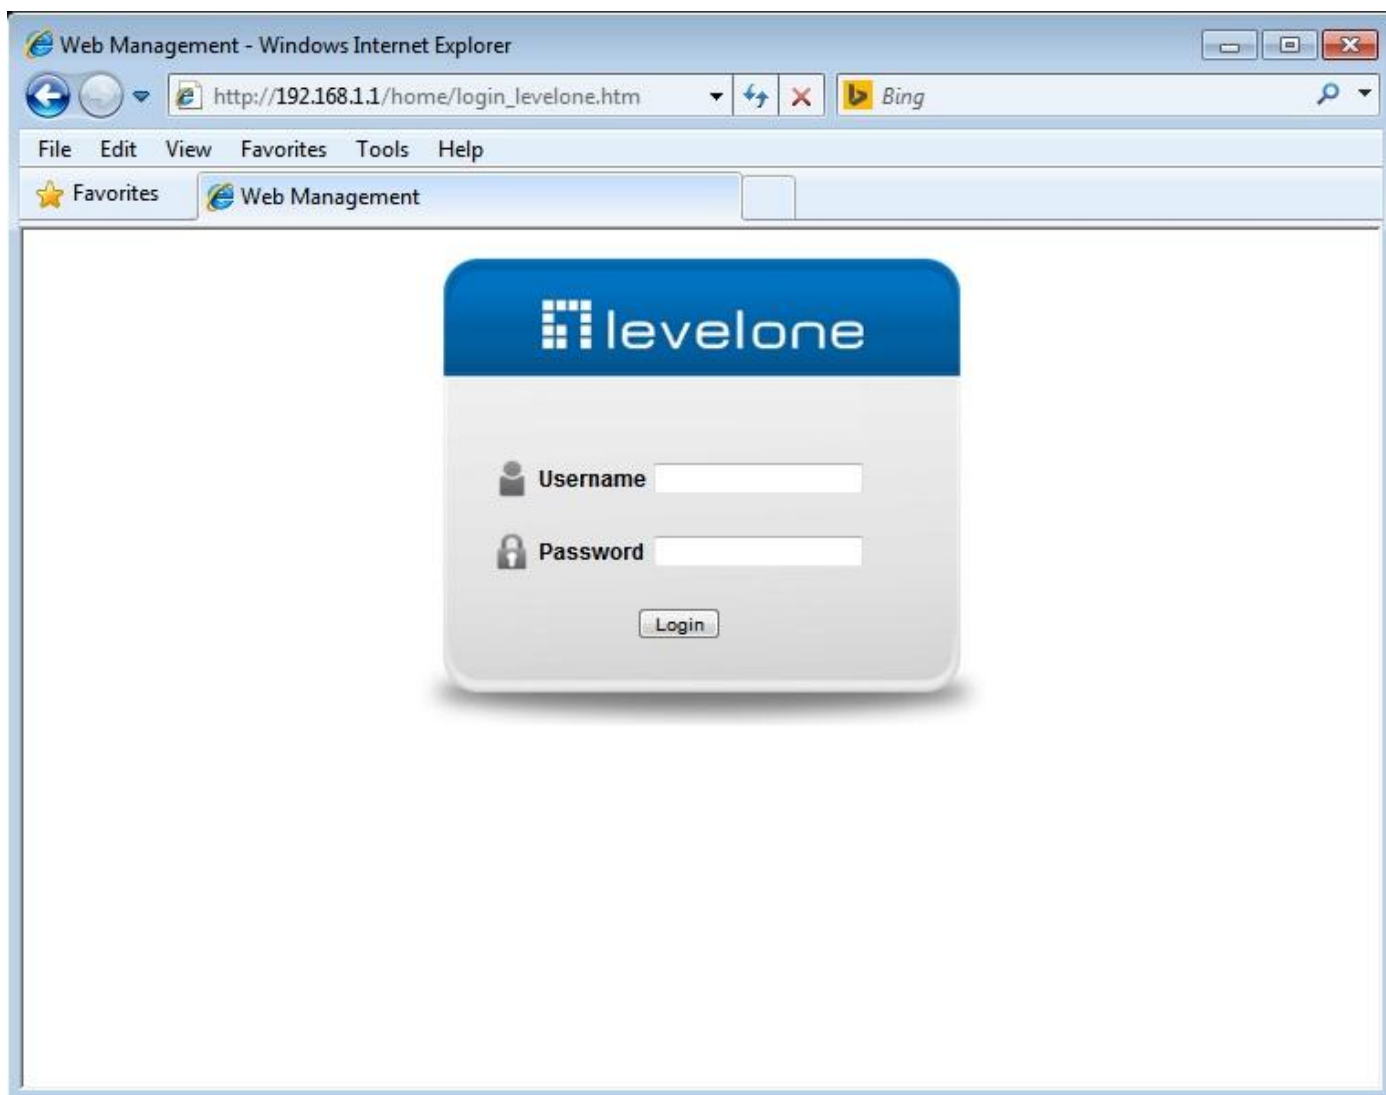 Web Management - Windows Internet Explorer
http://192.168.1.1/home/login_levelone.htm Bing
File Edit View Favorites Tools Help
Favorites Web Management
levelone
Username
Password
Login